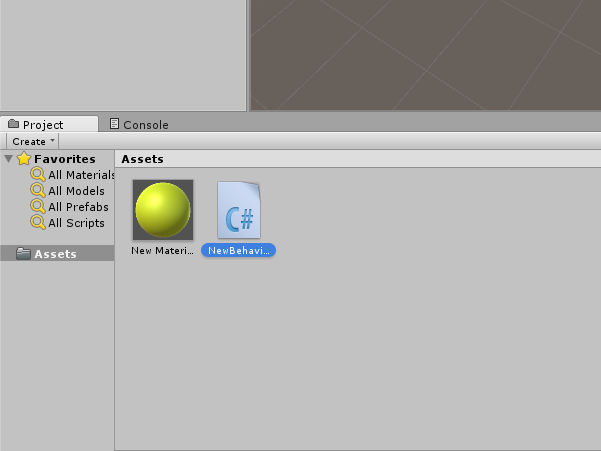 Project
Console
Create
Favorites
Assets
All Materials
All Models
All Prefabs
All Scripts
Assets
C#
New Materi...
NewBehavi...